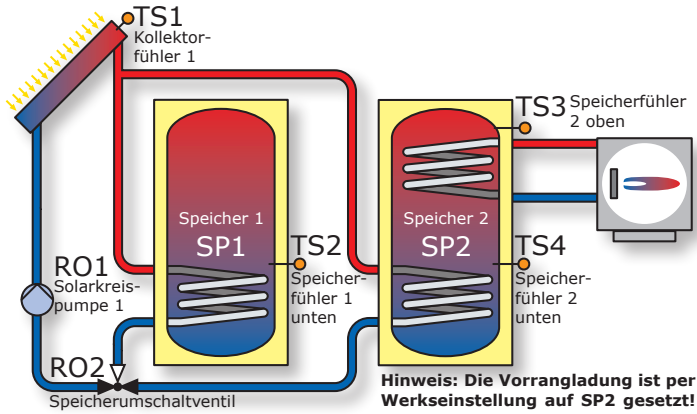 TS1
Kollektor-
fühler 1
TS3 Speicherfühler
2 oben
Speicher 1
SP1
TS2
Speicher-
fühler 1
unten
Speicher 2
SP2
TS4
Speicher-
fühler 2
unten
RO1
Solarkreis-
pumpe 1
RO2
Speicherumschaltventil
Hinweis: Die Vorrangladung ist per
Werkseinstellung auf SP2 gesetzt!